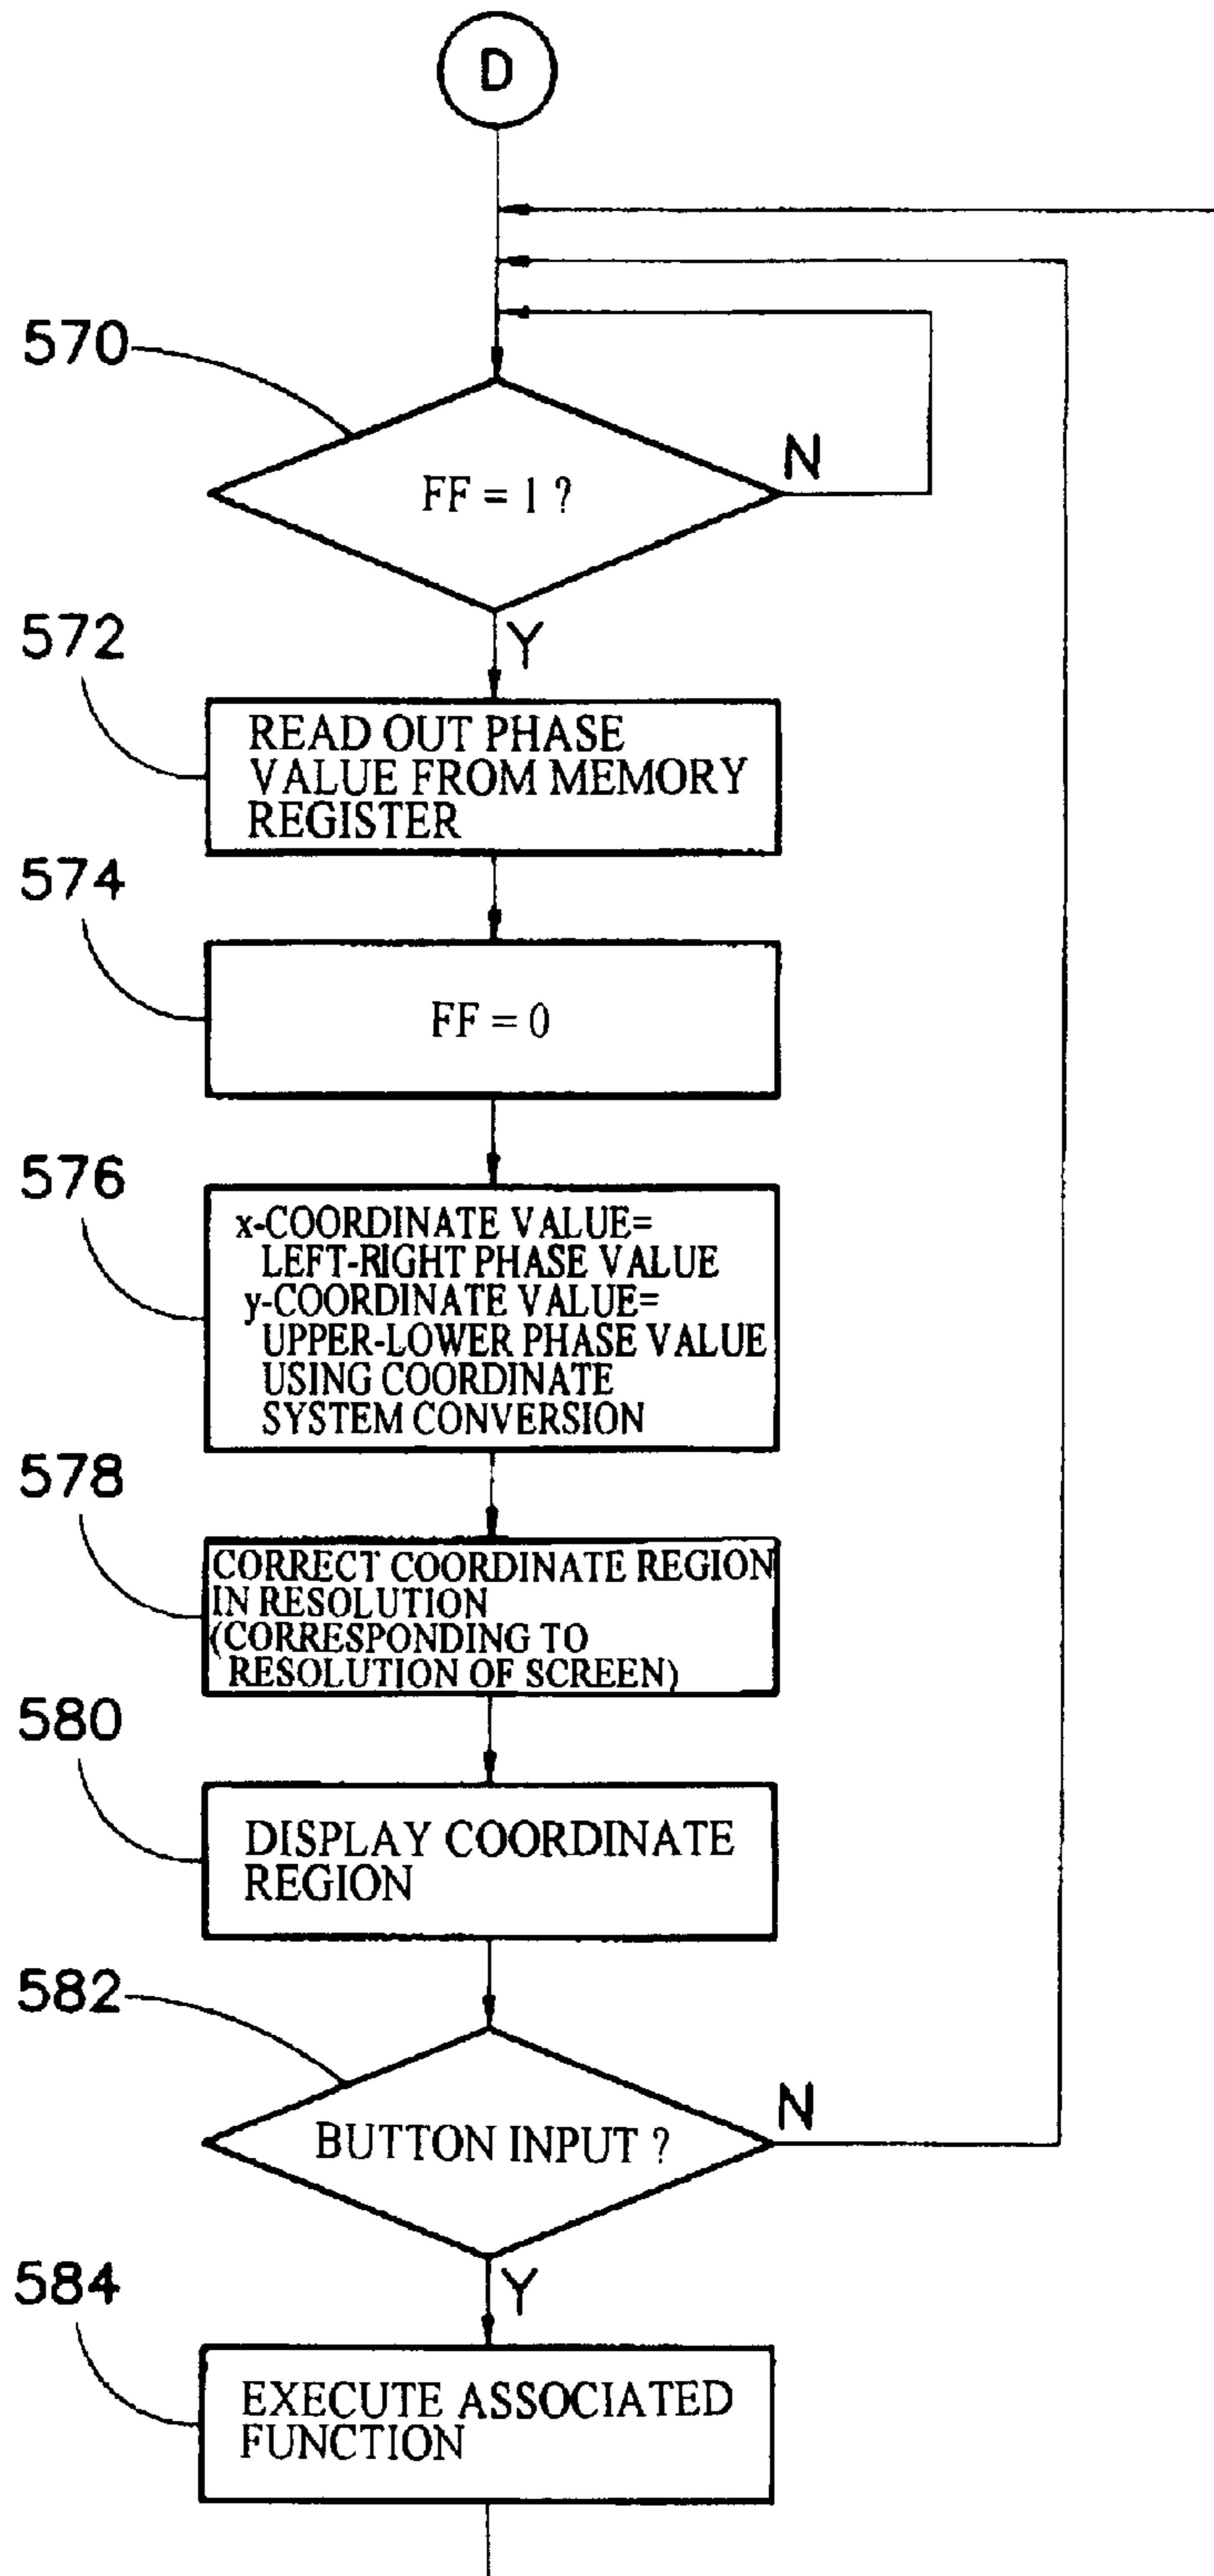 D
570
FF = 1 ?
N
Y
572
READ OUT PHASE
VALUE FROM MEMORY
REGISTER
574
FF = 0
576
x-COORDINATE VALUE=
LEFT-RIGHT PHASE VALUE
y-COORDINATE VALUE=
UPPER-LOWER PHASE VALUE
USING COORDINATE
SYSTEM CONVERSION
578
CORRECT COORDINATE REGION
IN RESOLUTION
(CORRESPONDING TO
RESOLUTION OF SCREEN)
580
DISPLAY COORDINATE
REGION
582
BUTTON INPUT ?
N
Y
584
EXECUTE ASSOCIATED
FUNCTION